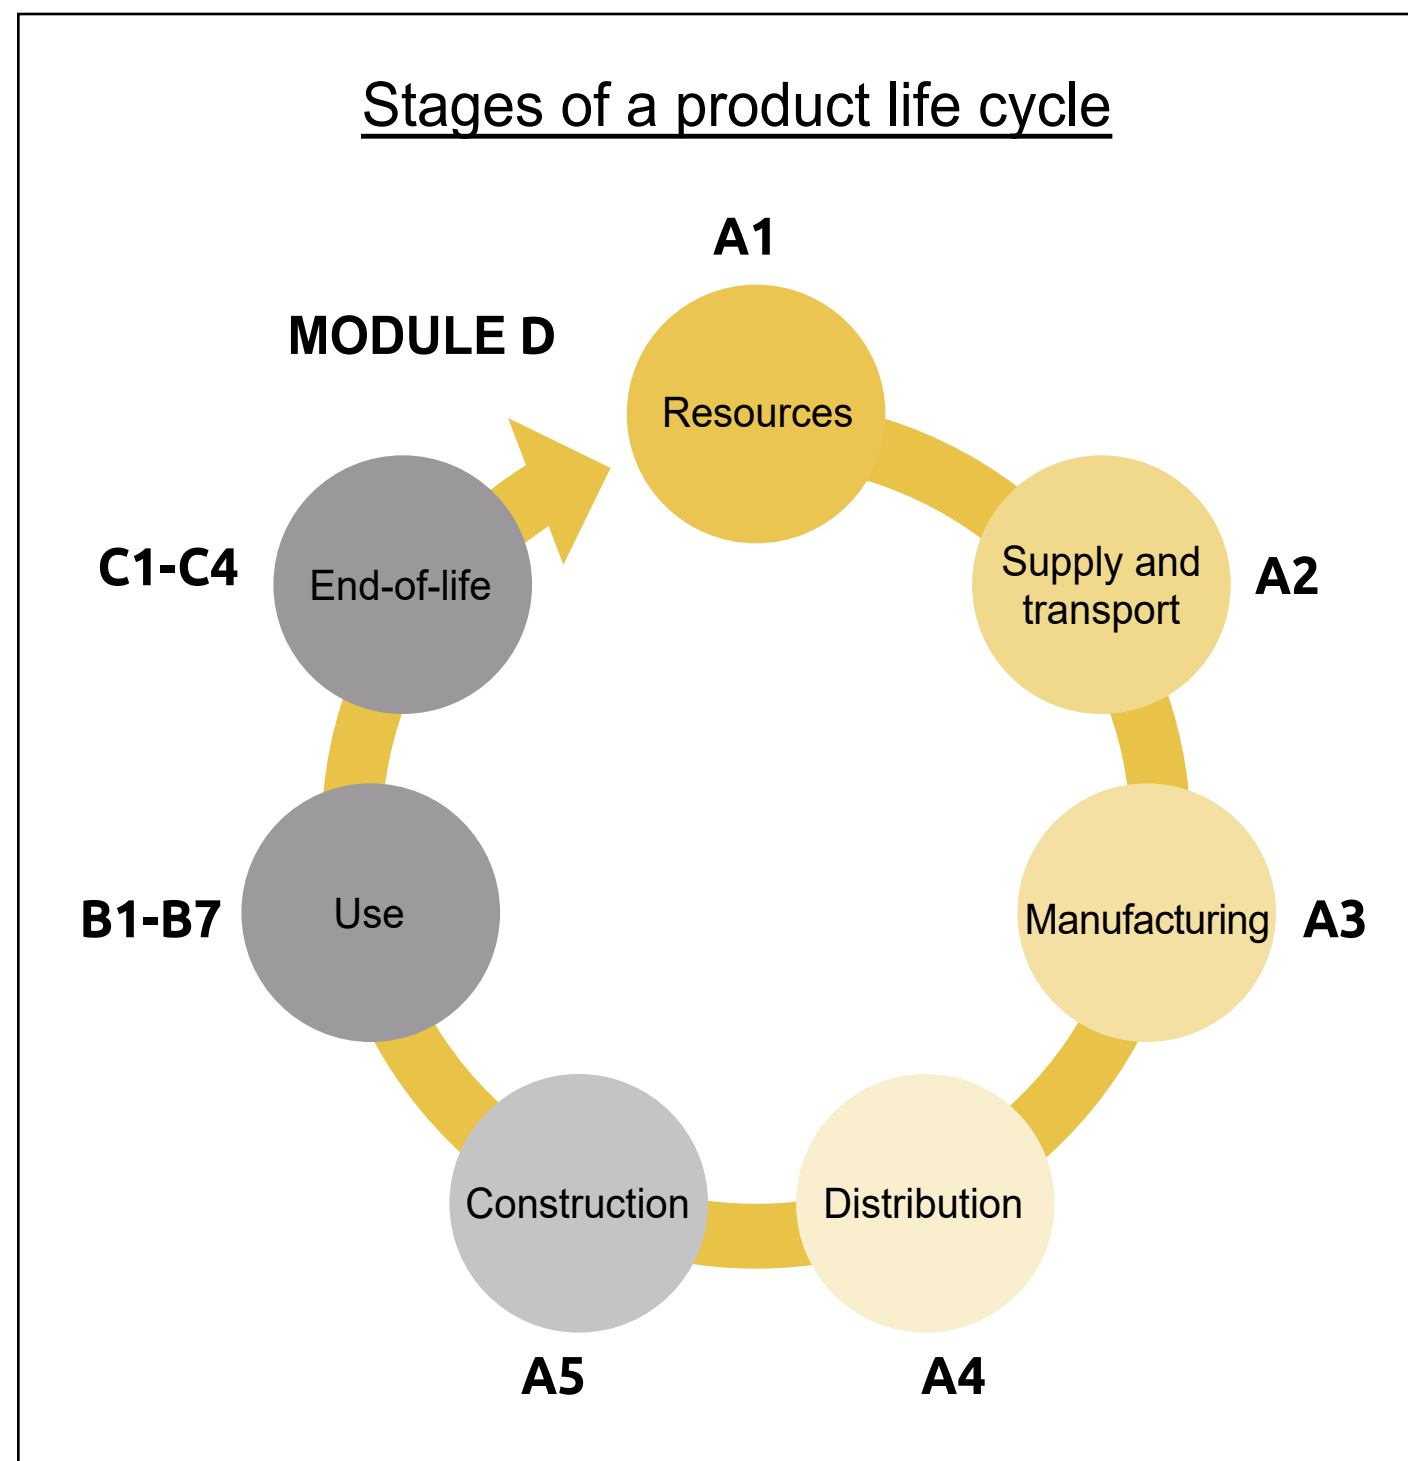 Stages of a product life cycle
A1
MODULE D
Resources
Supply and
transport
A2
C1-C4
End-of-life
Manufacturing
A3
B1-B7
Use
Construction
Distribution
A5
A4